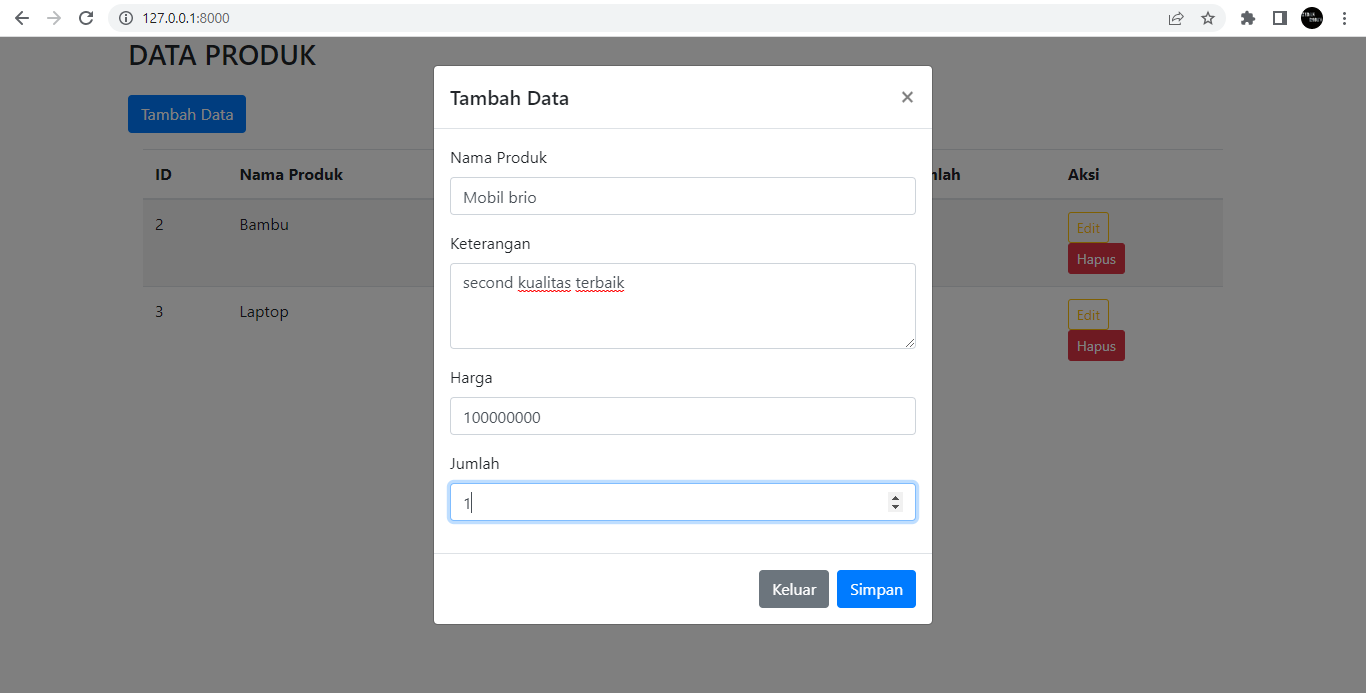 127.0.0.1:8000
DATA PRODUK
Tambah Data
ID Nama Produk mlah Aksi
2 Bambu Edit
Hapus
3 Laptop Edit
Hapus
Tambah Data ×
Nama Produk
Mobil brio
Keterangan
second kualitas terbaik
Harga
100000000
Jumlah
1
Keluar Simpan